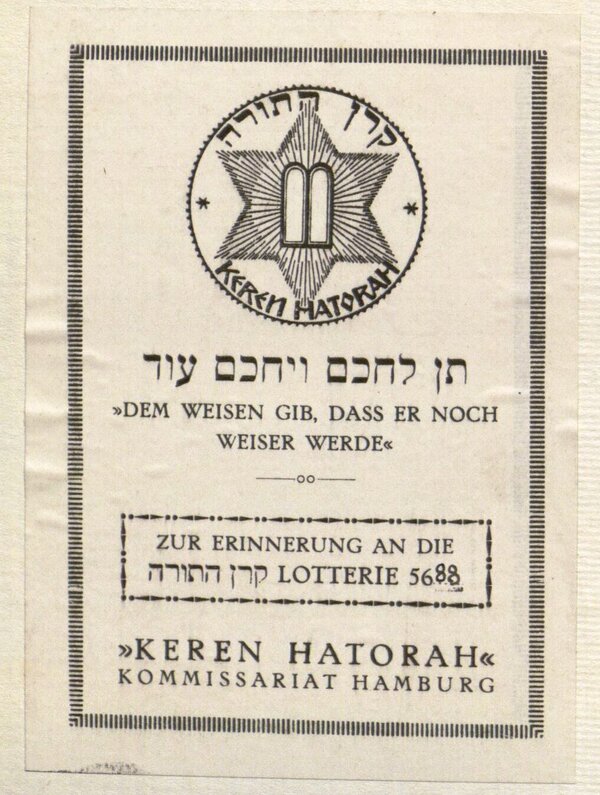 קרן התורה
KEREN HATORAH
תן לחכם ויחכם עוד
»DEM WEISEN GIB, DASS ER NOCH
WEISER WERDE«
ZUR ERINNERUNG AN DIE
קרן התורה LOTTERIE 5688
»KEREN HATORAH«
KOMMISSARIAT HAMBURG